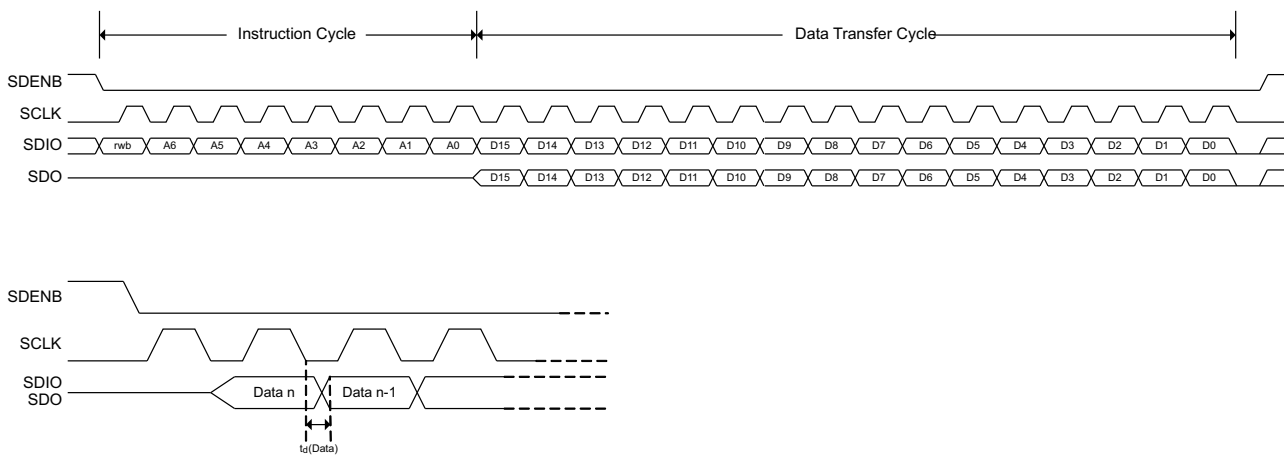 Instruction Cycle
Data Transfer Cycle
SDENB
SCLK
SDIO rwb A6 A5 A4 A3 A2 A1 A0 D15 D14 D13 D12 D11 D10 D9 D8 D7 D6 D5 D4 D3 D2 D1 D0
SDO D15 D14 D13 D12 D11 D10 D9 D8 D7 D6 D5 D4 D3 D2 D1 D0
SDENB
SCLK
SDIO
SDO
Data n Data n-1
td(Data)